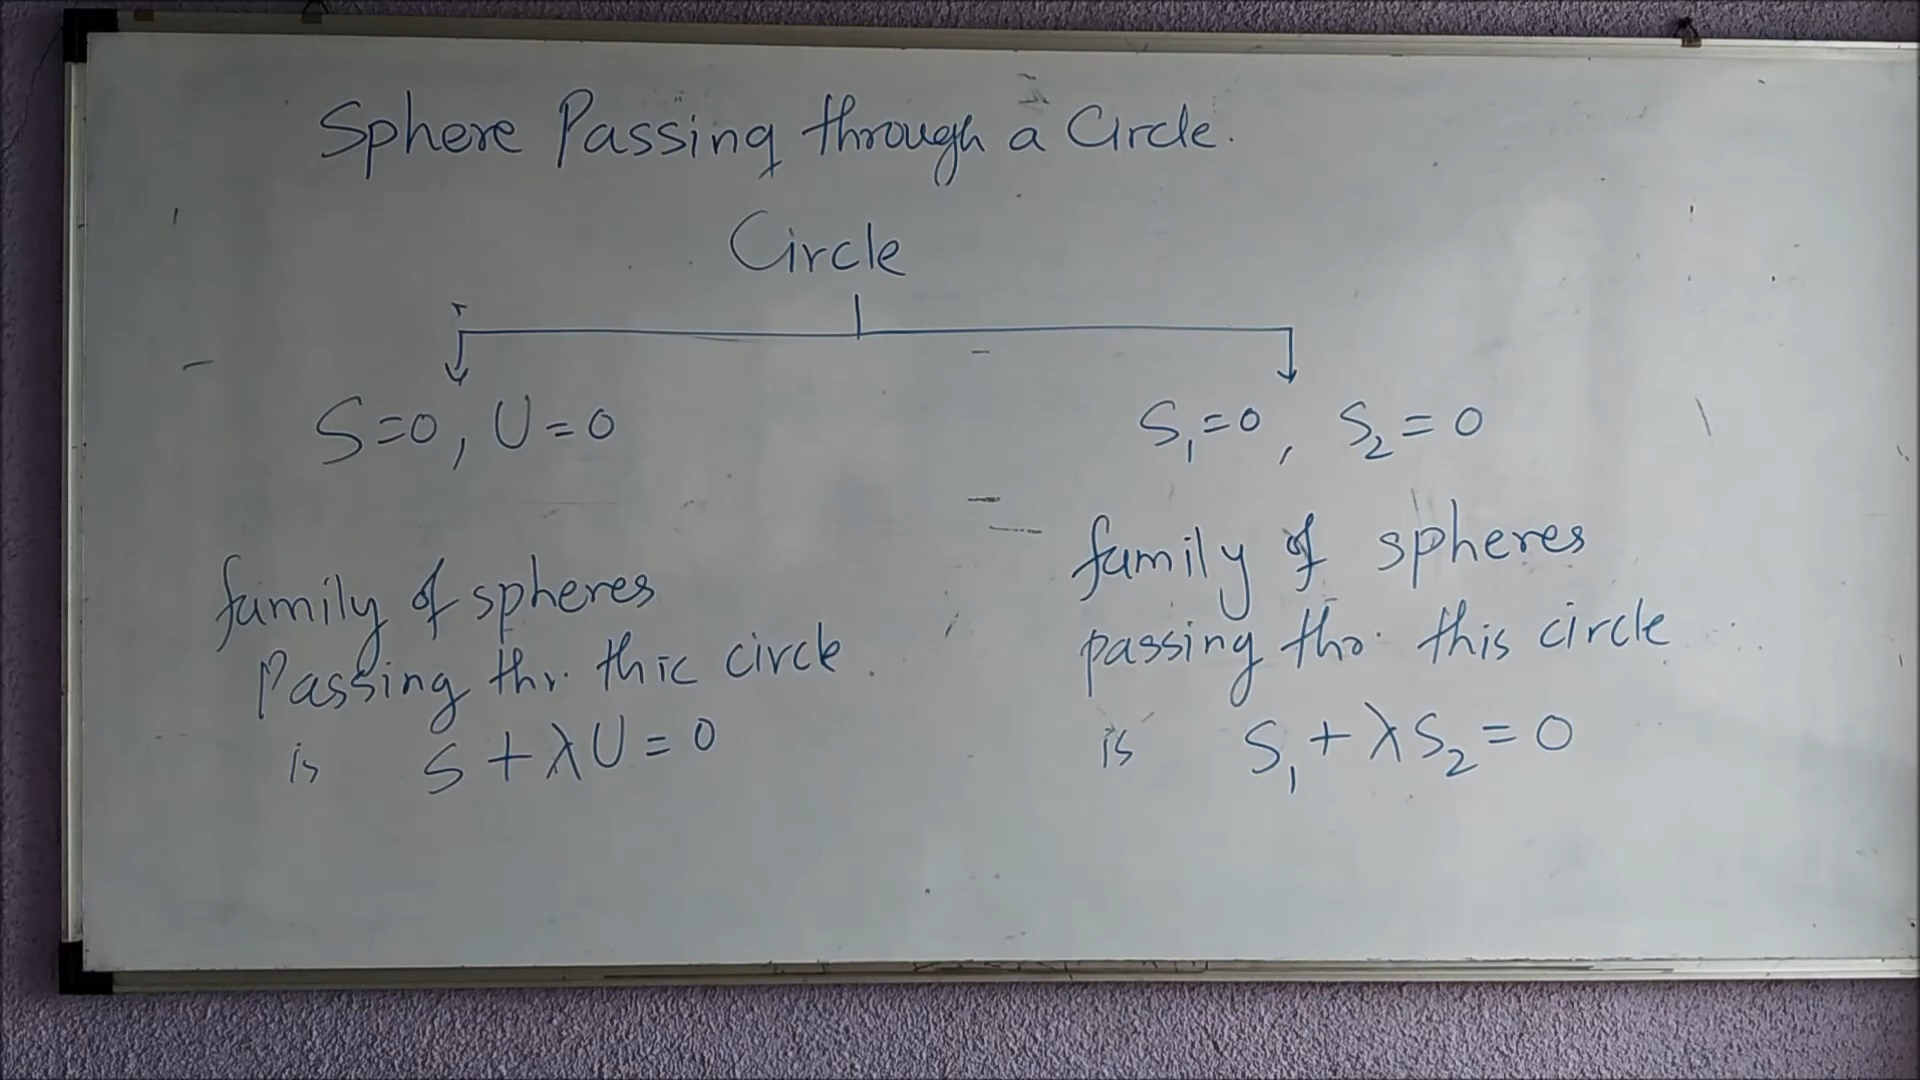 Sphere Passing through a Circle.
Circle
S=0, U=0
family of spheres
Passing thr. thic circle
is S+λU=0
S₁=0, S₂=0
family of spheres
passing thr. this circle
is S₁+λS₂=0